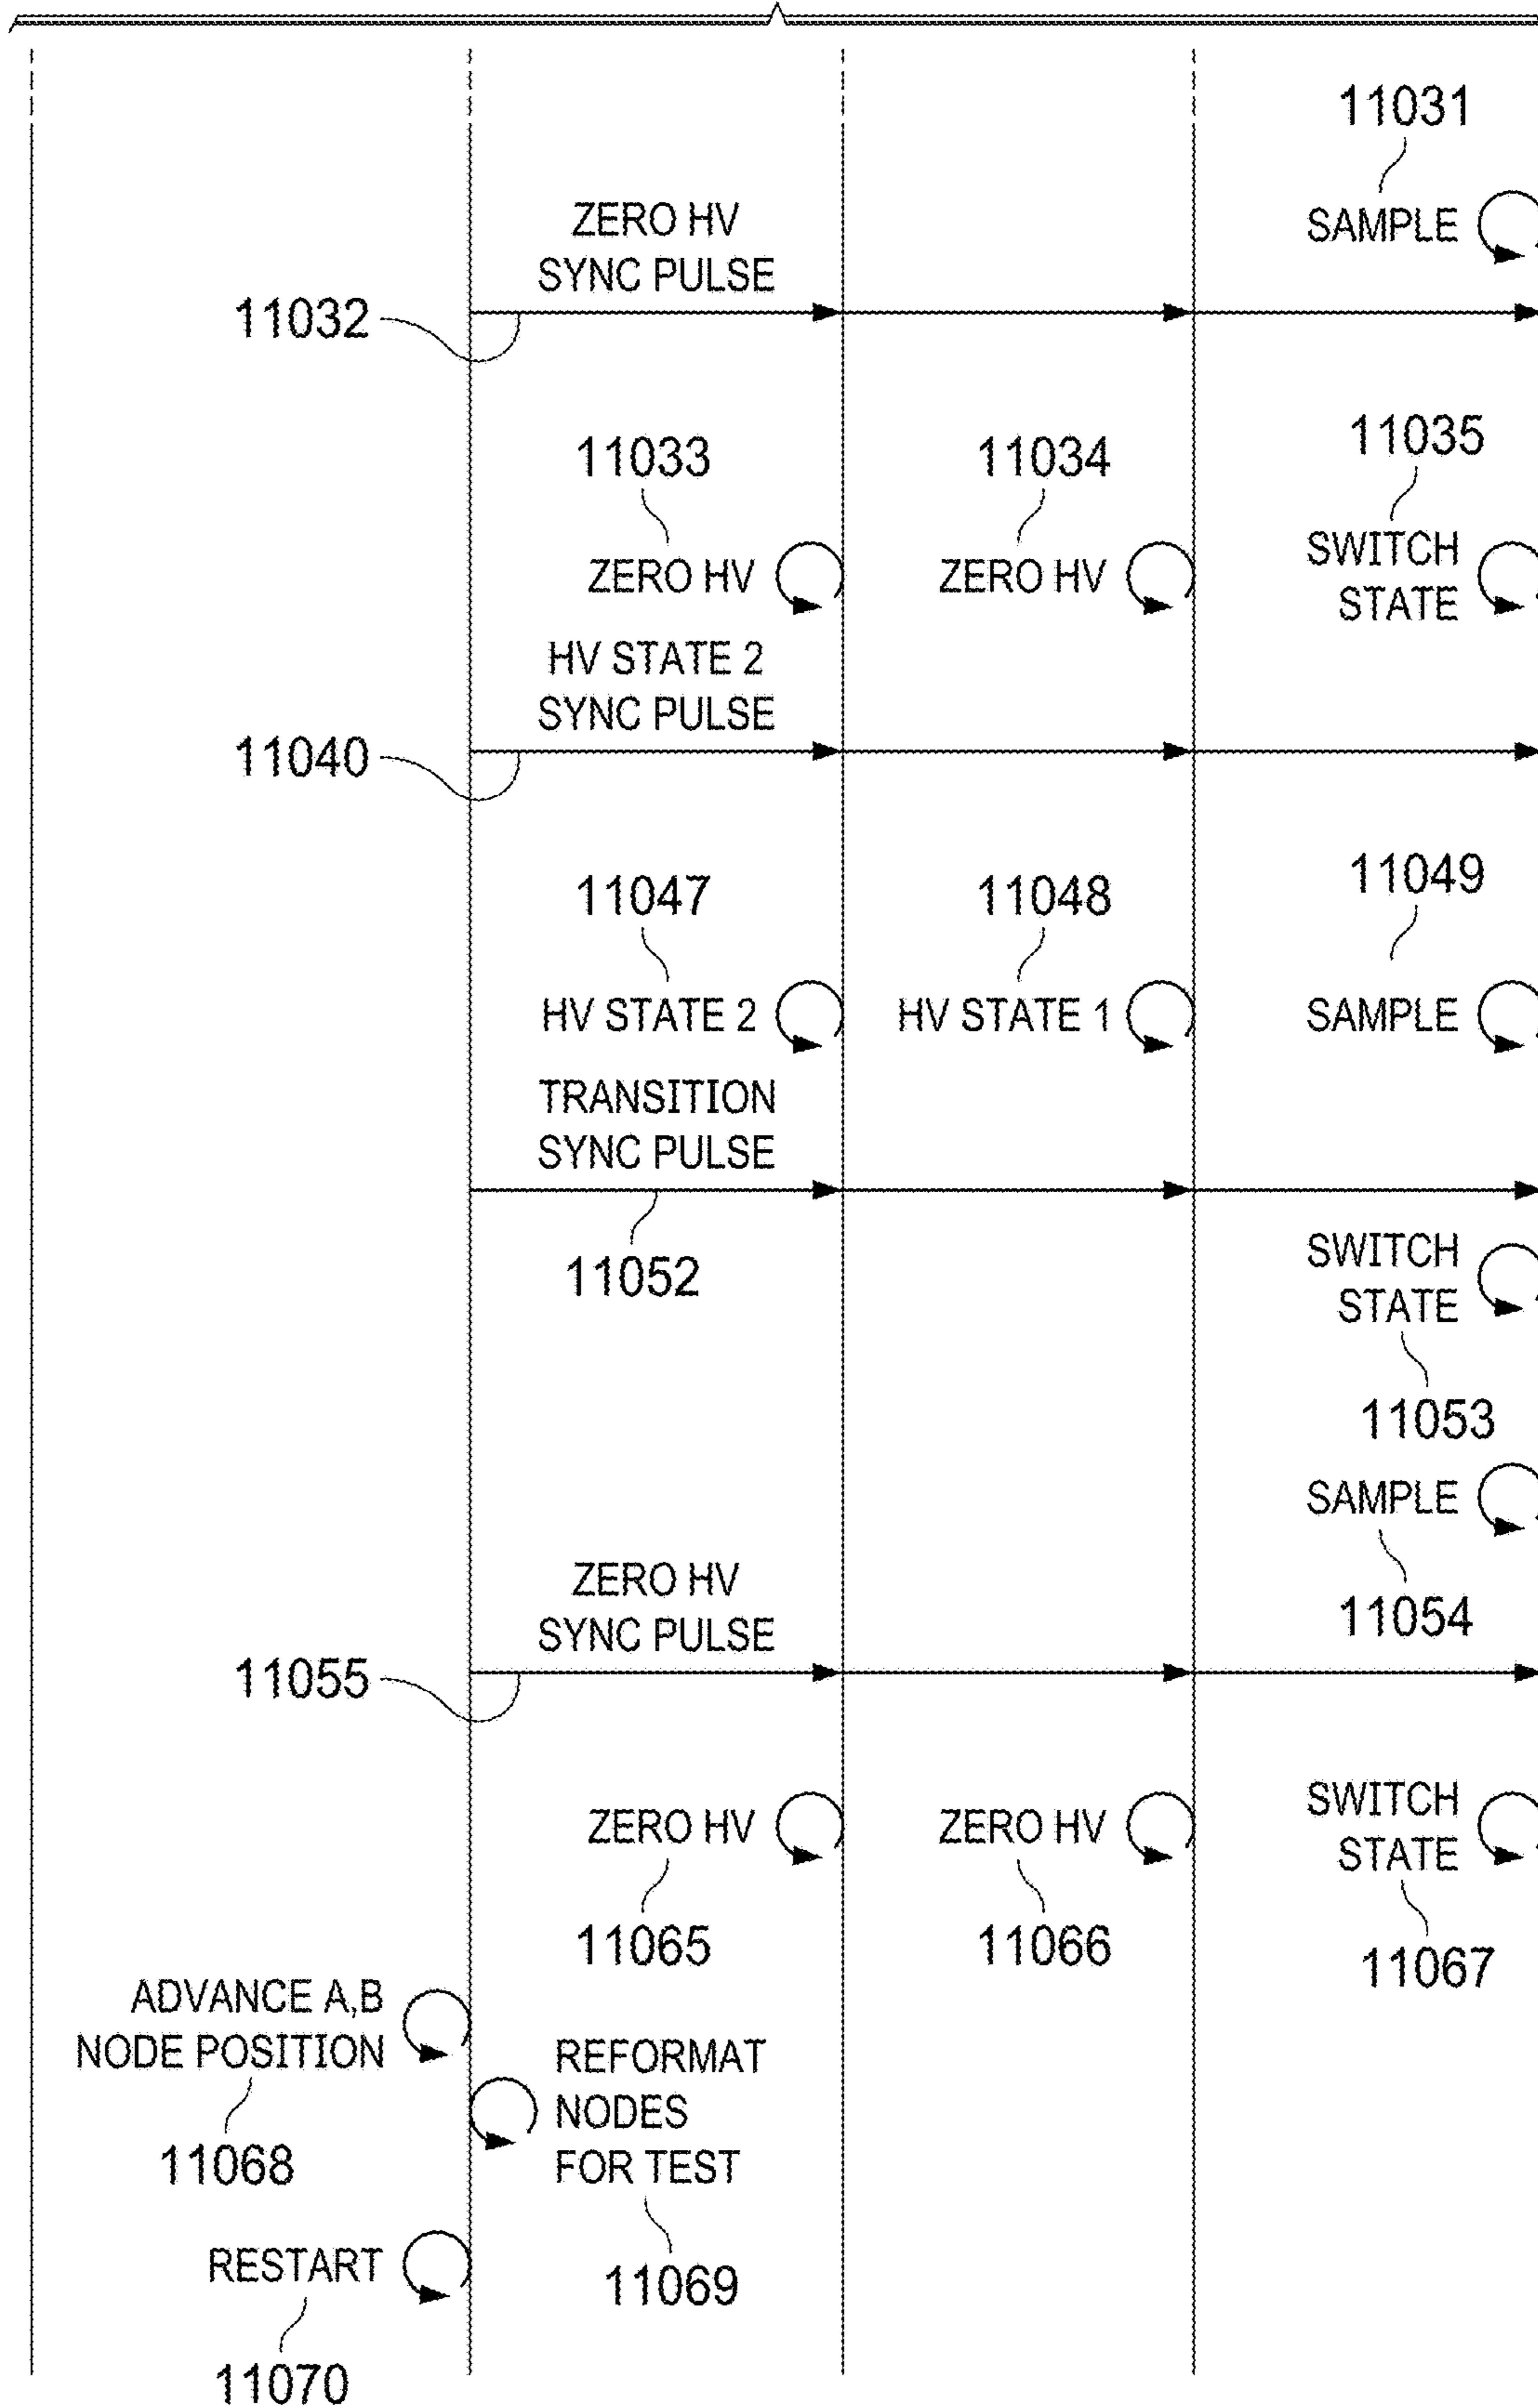 11031
SAMPLE
ZERO HV
SYNC PULSE
11032
11033
11034
11035
ZERO HV
ZERO HV
SWITCH
STATE
HV STATE 2
SYNC PULSE
11040
11047
11048
11049
HV STATE 2
HV STATE 1
SAMPLE
TRANSITION
SYNC PULSE
11052
SWITCH
STATE
11053
SAMPLE
11054
ZERO HV
SYNC PULSE
11055
ZERO HV
ZERO HV
SWITCH
STATE
11065
11066
11067
ADVANCE A,B
NODE POSITION
11068
REFORMAT
NODES
FOR TEST
11069
RESTART
11070